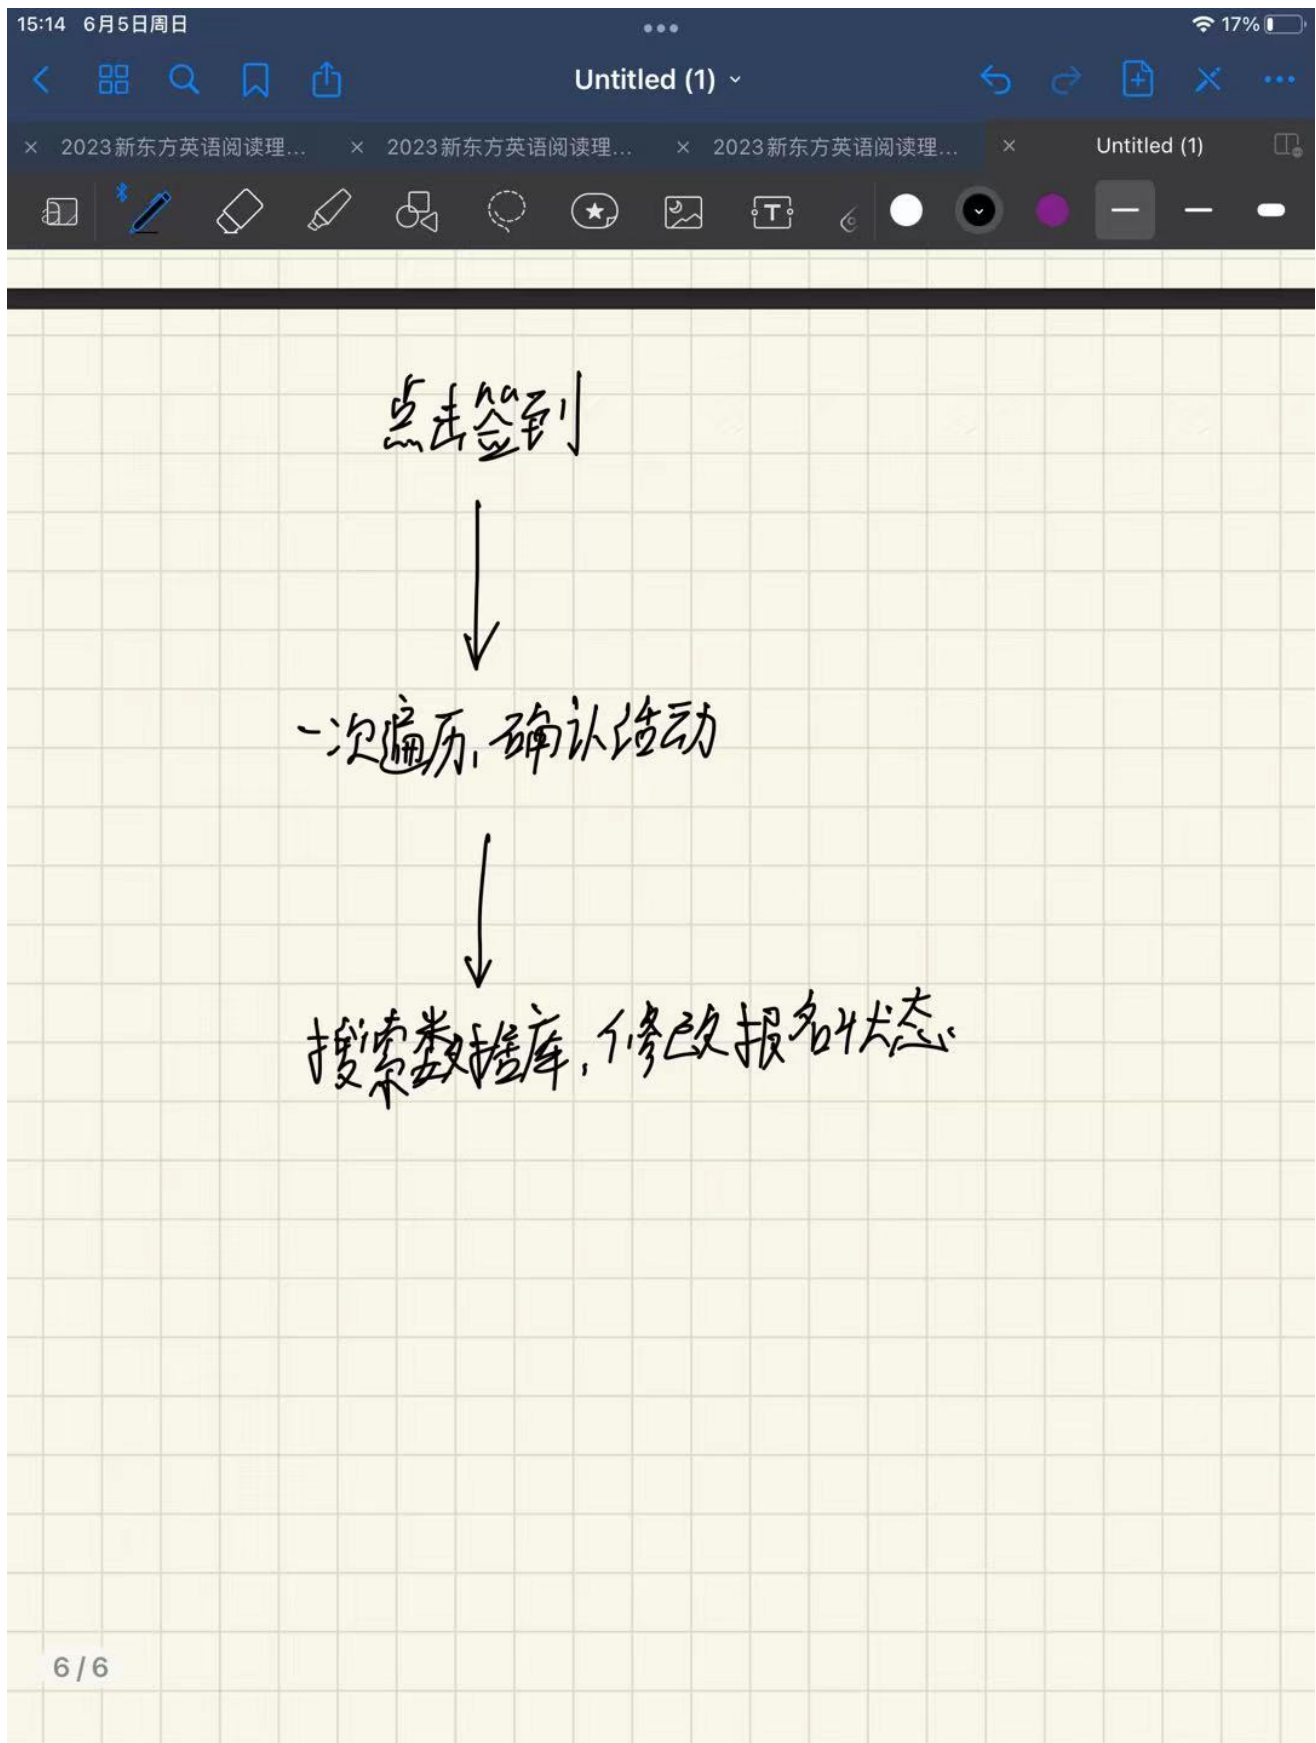 15:14 6月5日周日
17%
Untitled (1)
2023新东方英语阅读理...
2023新东方英语阅读理...
2023新东方英语阅读理...
Untitled (1)
点击签到
一次遍历,确认活动
搜索数据库,修改报名状态
6/6